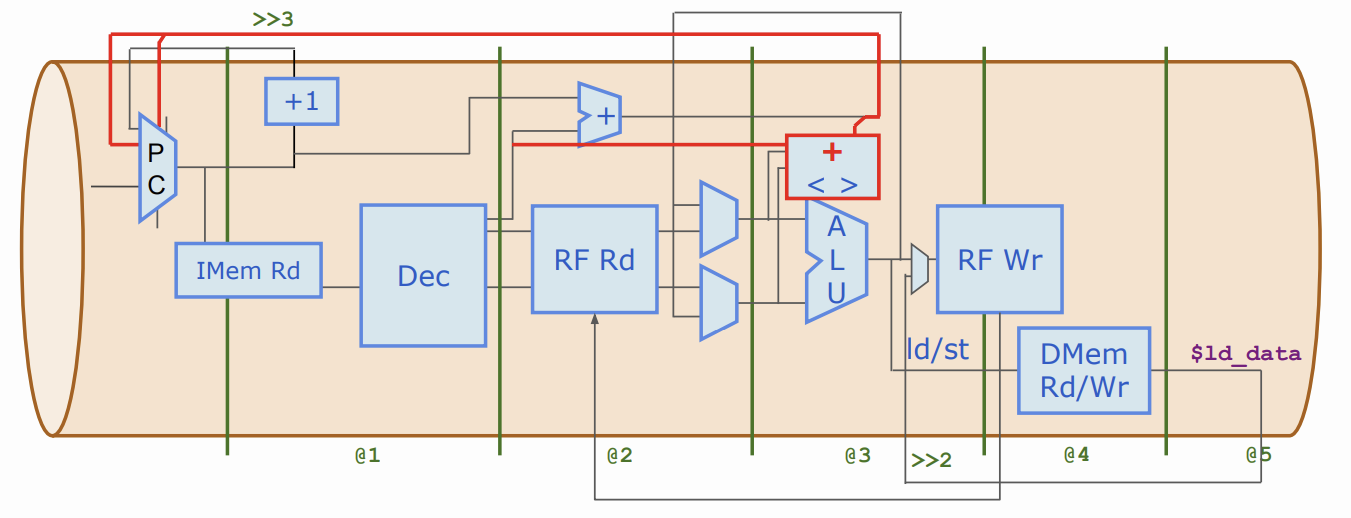 >>3
+1
+
P
C
+
< >
IMem Rd
Dec
RF Rd
A
L
U
RF Wr
ld/st
DMem
Rd/Wr
$ld_data
@1
@2
@3
>>2
@4
@5